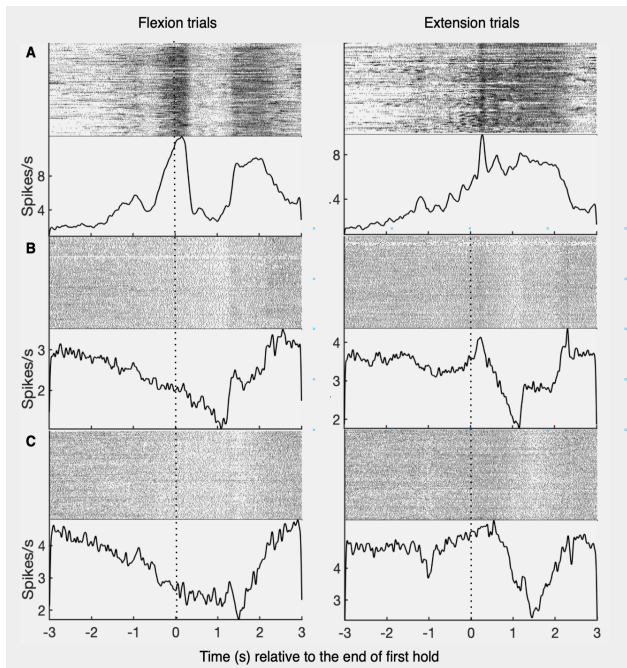 Flexion trials Extension trials
A
Spikes/s
8
4
8
4
B
Spikes/s
3
2
4
3
2
C
Spikes/s
4
3
2
4
3
-3 -2 -1 0 1 2 3 -3 -2 -1 0 1 2 3
Time (s) relative to the end of first hold